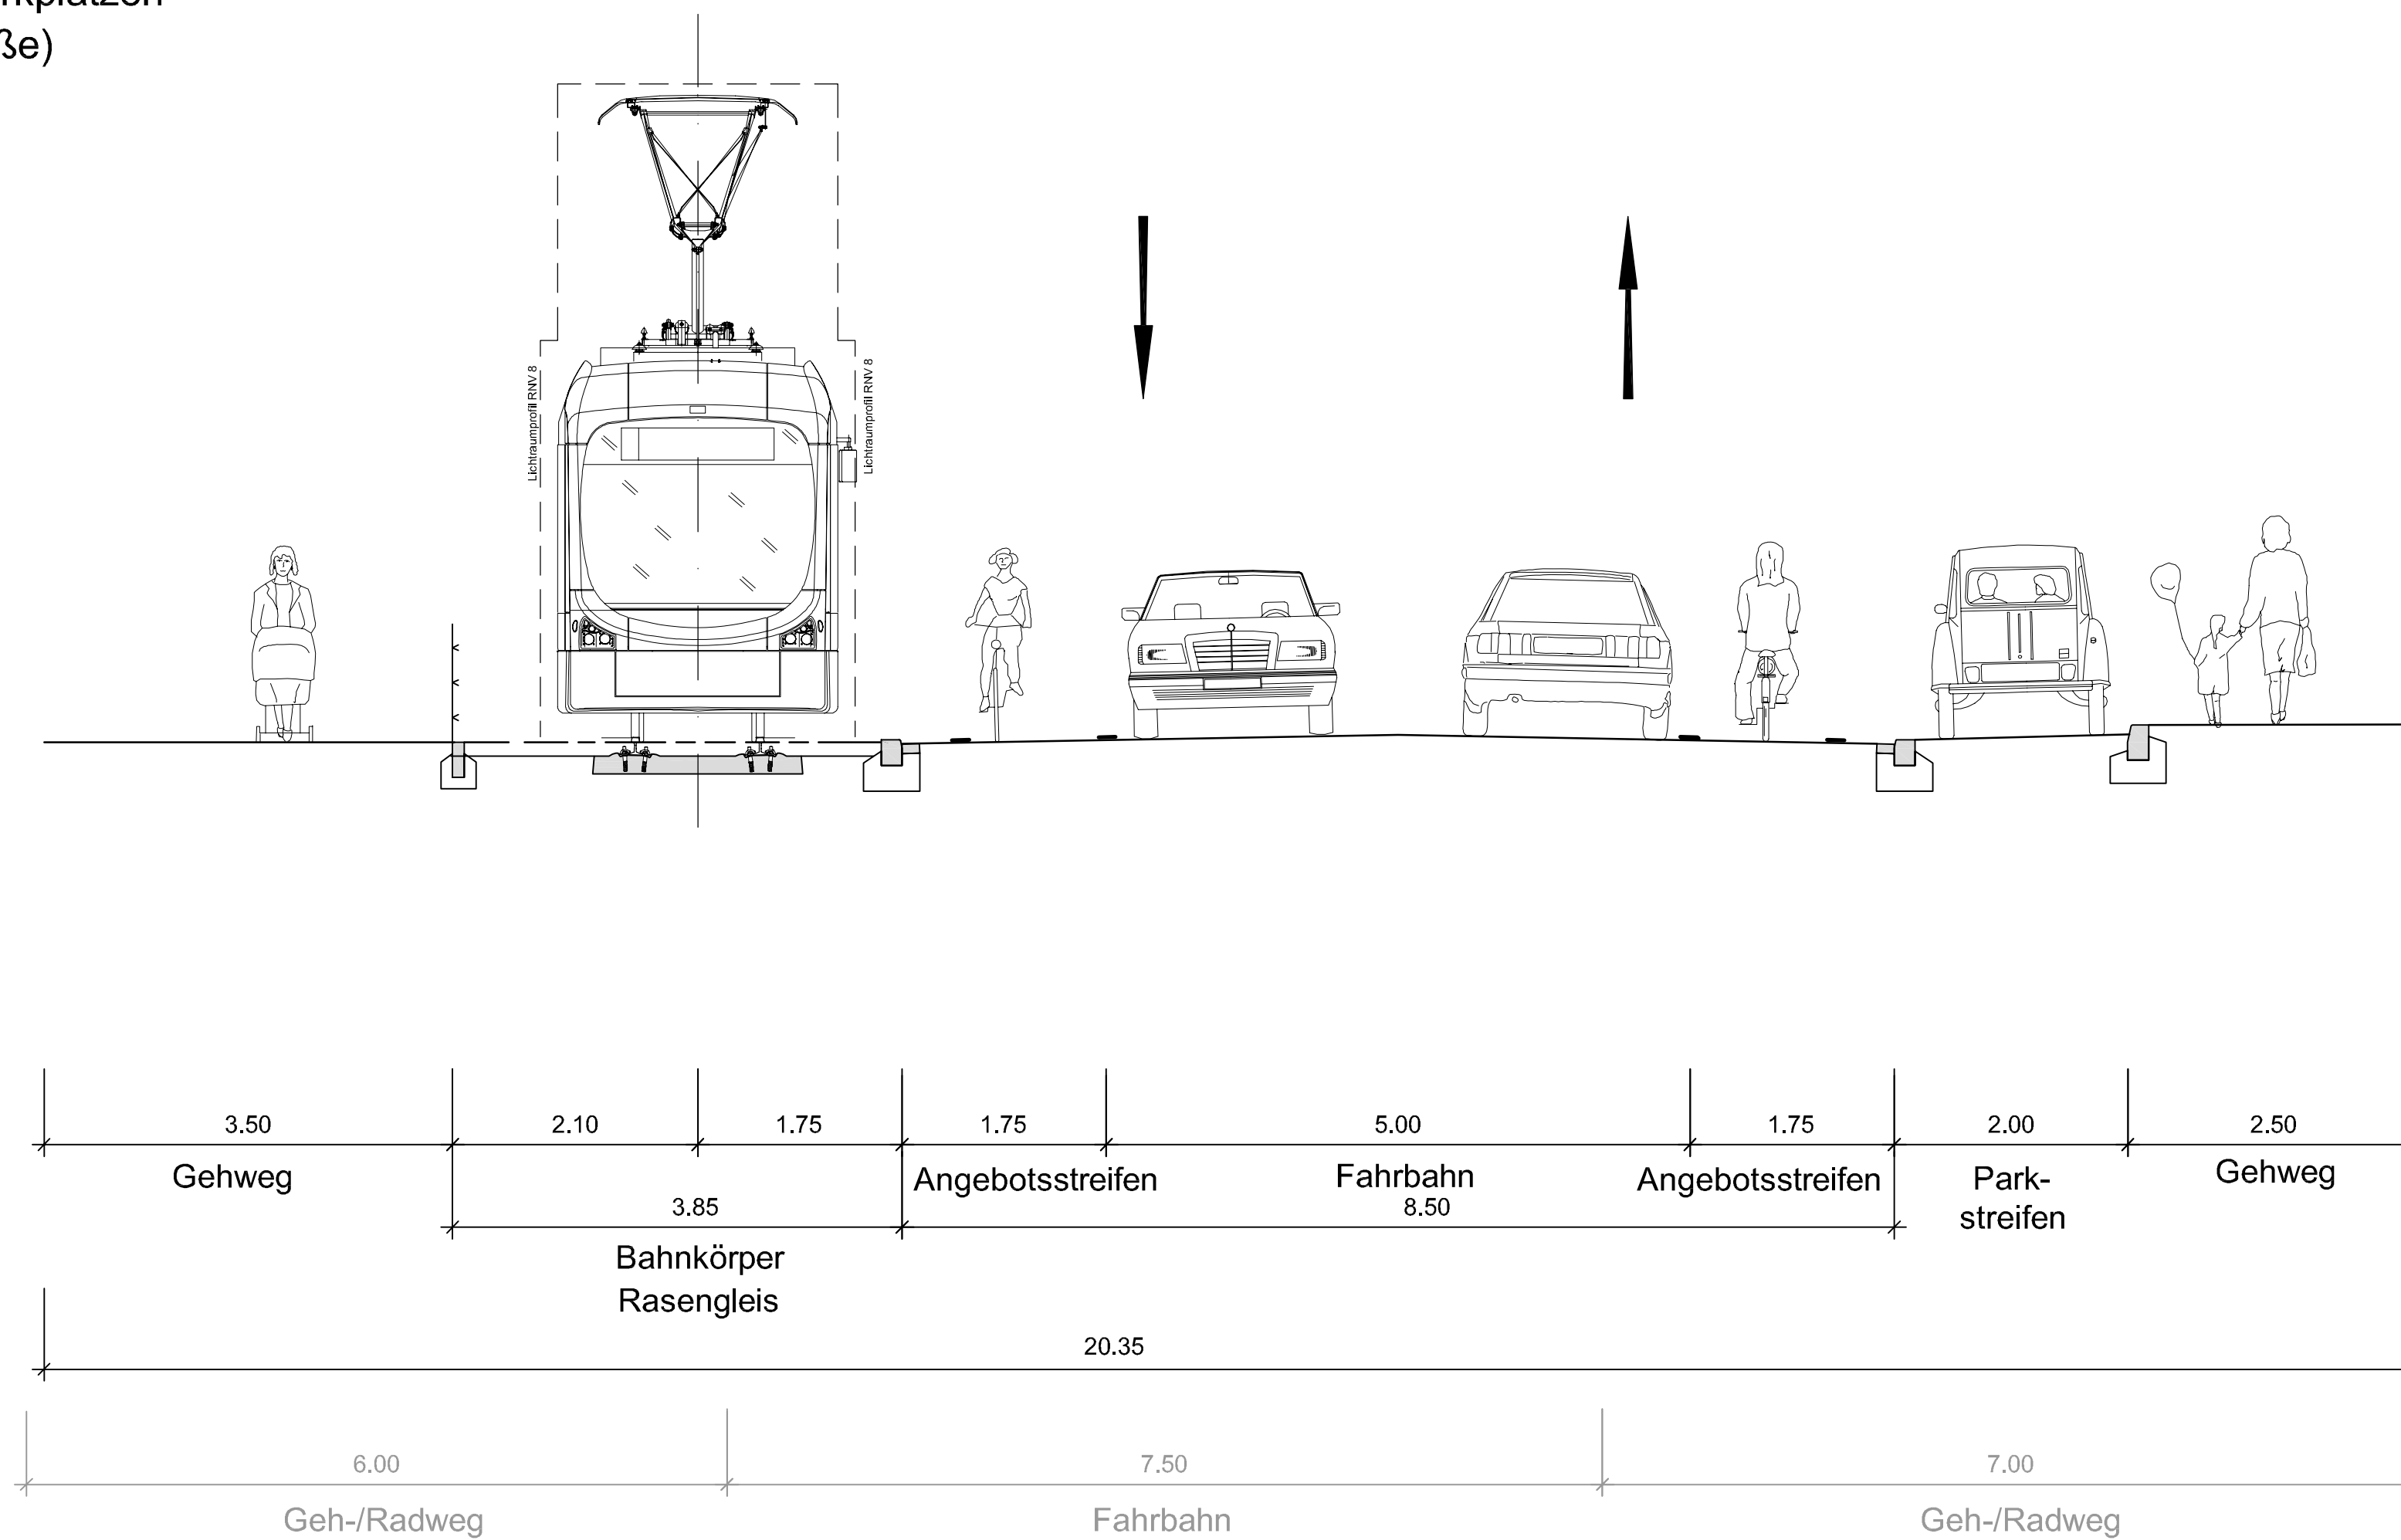 rkplätzen
ße)
Lichtraumprofil RNV 8
Lichtraumprofil RNV 8
3.50
2.10
1.75
1.75
5.00
1.75
2.00
2.50
Gehweg
Angebotsstreifen
Fahrbahn
Angebotsstreifen
Park-
streifen
Gehweg
3.85
8.50
Bahnkörper
Rasengleis
20.35
6.00
7.50
7.00
Geh-/Radweg
Fahrbahn
Geh-/Radweg